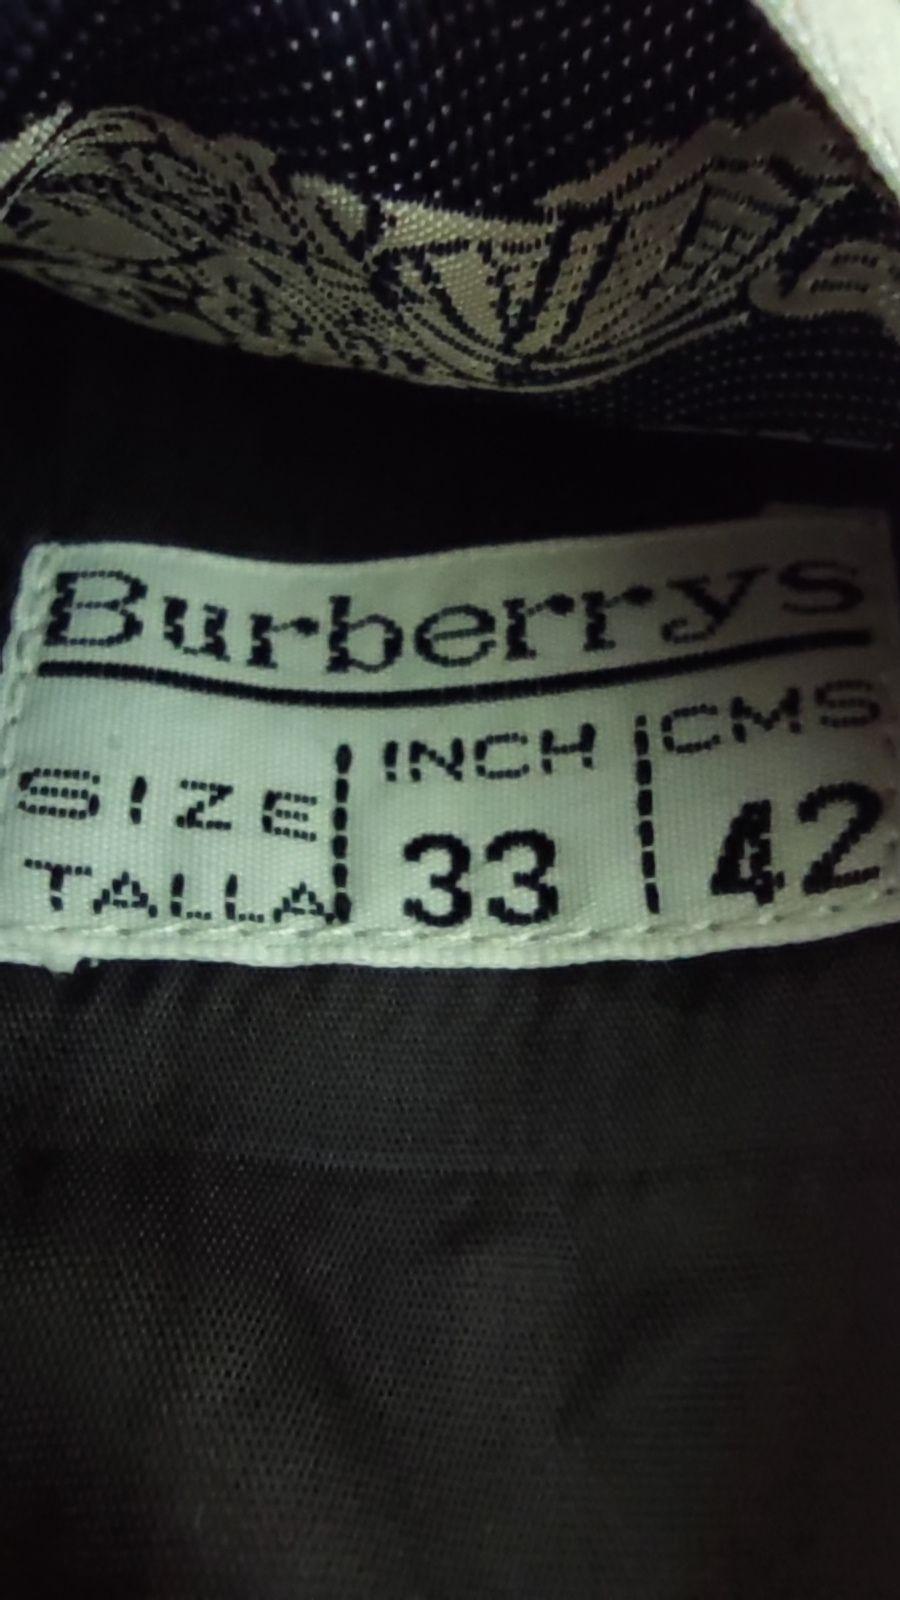 Burberrys
SIZE INCH CMS
TALLA 33 42